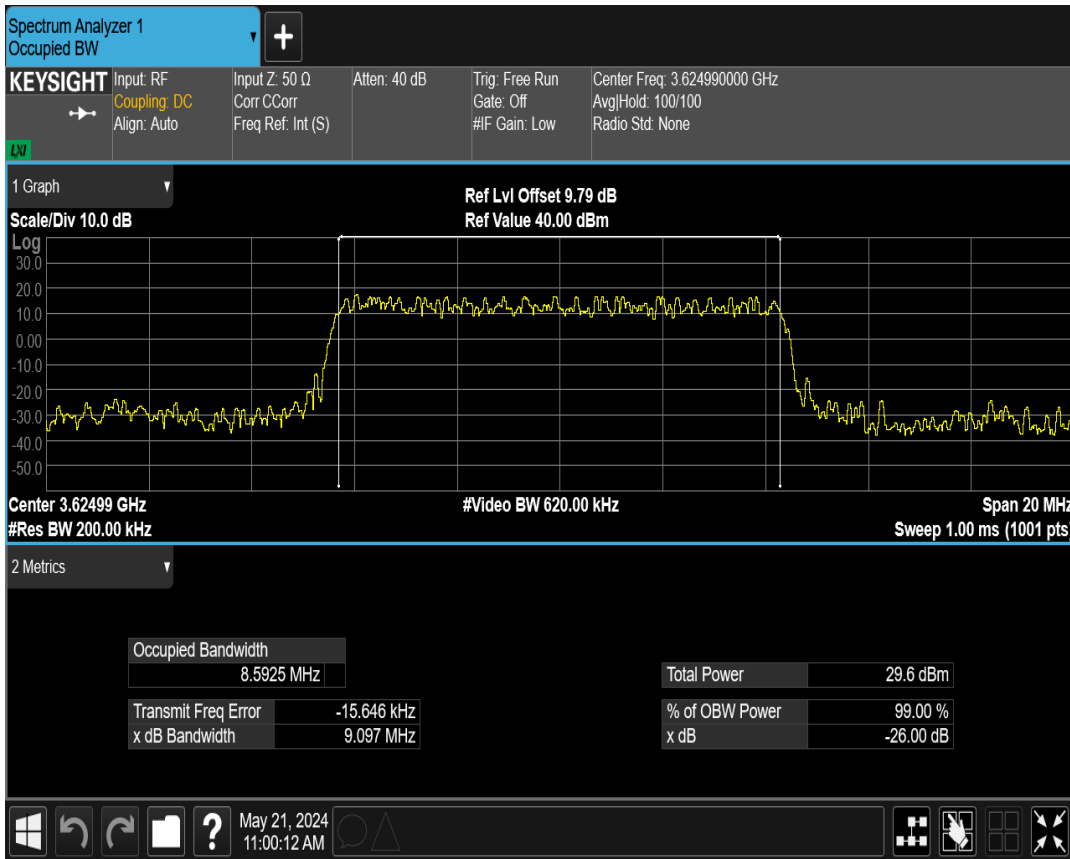 Spectrum Analyzer 1
Occupied BW
+
KEYSIGHT
LXI
Input: RF
Coupling: DC
Align: Auto
Input Z: 50 Ω
Corr CCorr
Freq Ref: Int (S)
Atten: 40 dB
Trig: Free Run
Gate: Off
#IF Gain: Low
Center Freq: 3.624990000 GHz
Avg|Hold: 100/100
Radio Std: None
1 Graph
Scale/Div 10.0 dB
Ref Lvl Offset 9.79 dB
Ref Value 40.00 dBm
Log
30.0
20.0
10.0
0.00
-10.0
-20.0
-30.0
-40.0
-50.0
Center 3.62499 GHz
#Video BW 620.00 kHz
Span 20 MHz
#Res BW 200.00 kHz
Sweep 1.00 ms (1001 pts)
2 Metrics
Occupied Bandwidth
8.5925 MHz
Total Power 29.6 dBm
Transmit Freq Error -15.646 kHz
% of OBW Power 99.00 %
x dB Bandwidth 9.097 MHz
x dB -26.00 dB
?
May 21, 2024
11:00:12 AM